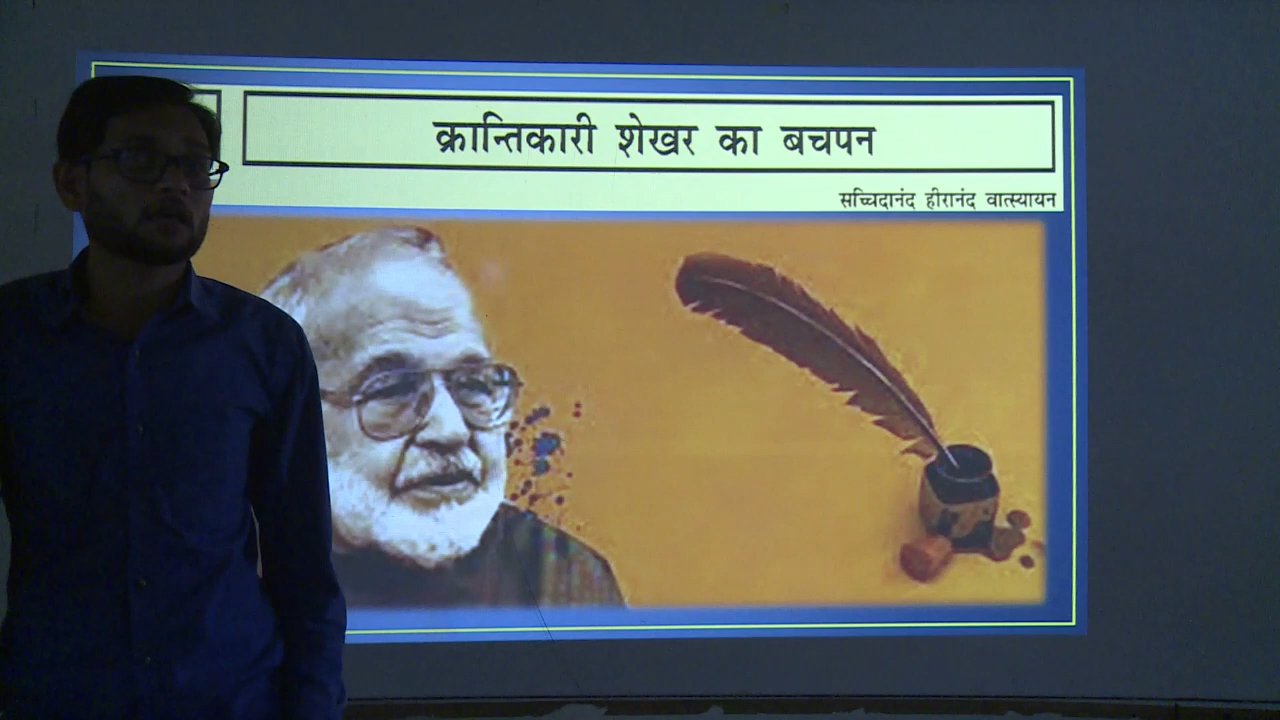 क्रान्तिकारी शेखर का बचपन
सच्चिदानंद हीरानंद वात्स्यायन